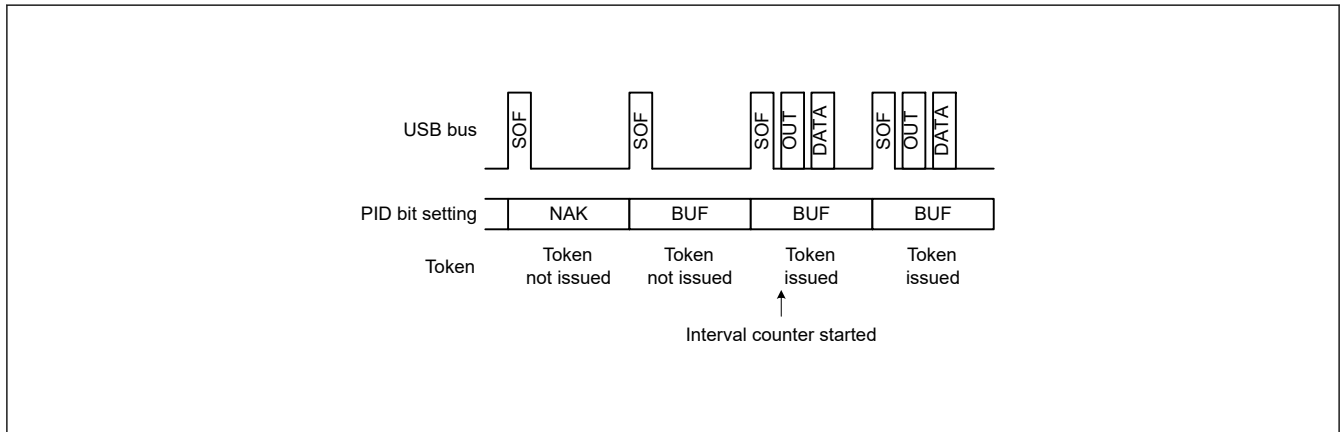 USB bus
SOF
SOF
SOF
OUT
DATA
SOF
OUT
DATA
PID bit setting
NAK
BUF
BUF
BUF
Token
Token
not issued
Token
not issued
Token
issued
Token
issued
Interval counter started